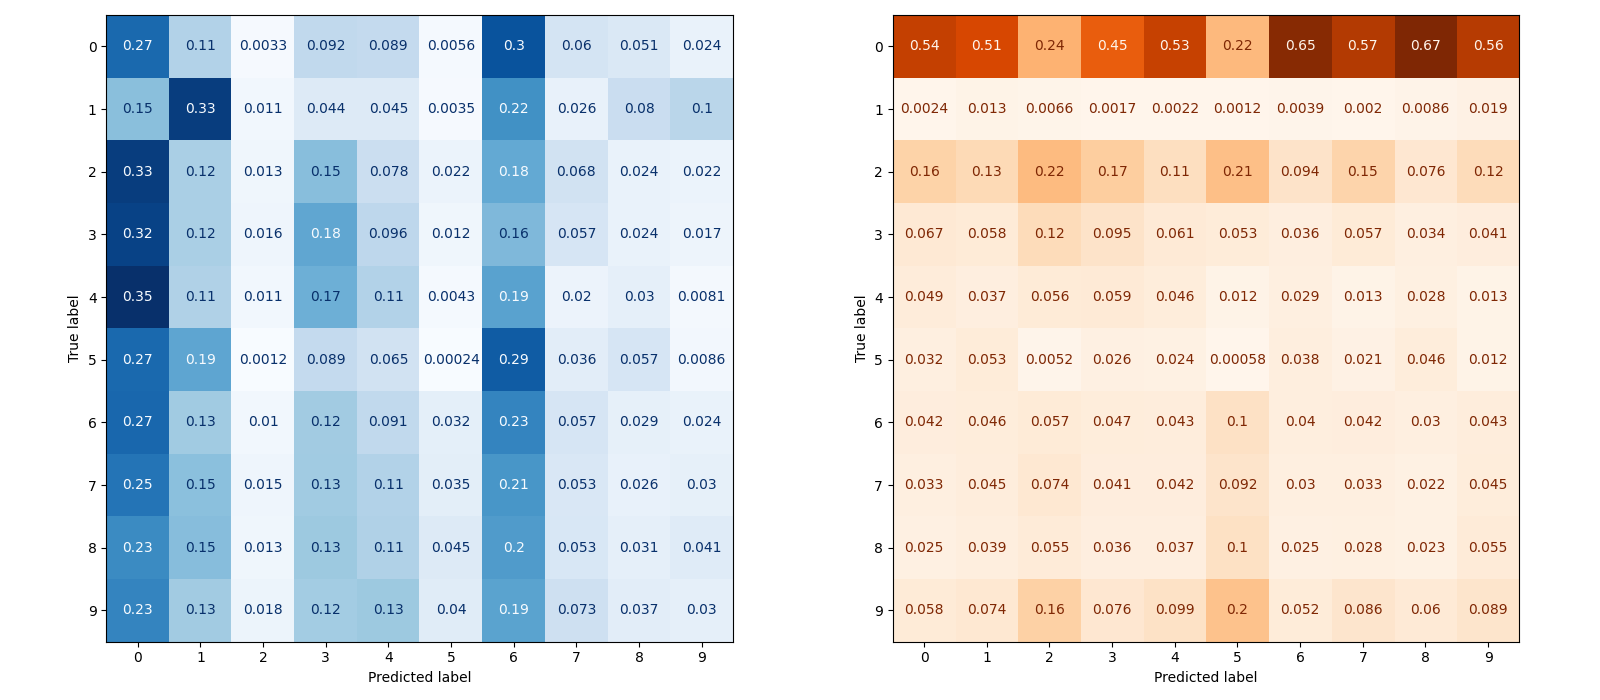 0 0.27 0.11 0.0033 0.092 0.089 0.0056 0.3 0.06 0.051 0.024
1 0.15 0.33 0.011 0.044 0.045 0.0035 0.22 0.026 0.08 0.1
2 0.33 0.12 0.013 0.15 0.078 0.022 0.18 0.068 0.024 0.022
3 0.32 0.12 0.016 0.18 0.096 0.012 0.16 0.057 0.024 0.017
4 0.35 0.11 0.011 0.17 0.11 0.0043 0.19 0.02 0.03 0.0081
True label
5 0.27 0.19 0.0012 0.089 0.065 0.00024 0.29 0.036 0.057 0.0086
6 0.27 0.13 0.01 0.12 0.091 0.032 0.23 0.057 0.029 0.024
7 0.25 0.15 0.015 0.13 0.11 0.035 0.21 0.053 0.026 0.03
8 0.23 0.15 0.013 0.13 0.11 0.045 0.2 0.053 0.031 0.041
9 0.23 0.13 0.018 0.12 0.13 0.04 0.19 0.073 0.037 0.03
0 1 2 3 4 5 6 7 8 9
Predicted label
0 0.54 0.51 0.24 0.45 0.53 0.22 0.65 0.57 0.67 0.56
1 0.0024 0.013 0.0066 0.0017 0.0022 0.0012 0.0039 0.002 0.0086 0.019
2 0.16 0.13 0.22 0.17 0.11 0.21 0.094 0.15 0.076 0.12
3 0.067 0.058 0.12 0.095 0.061 0.053 0.036 0.057 0.034 0.041
4 0.049 0.037 0.056 0.059 0.046 0.012 0.029 0.013 0.028 0.013
True label
5 0.032 0.053 0.0052 0.026 0.024 0.00058 0.038 0.021 0.046 0.012
6 0.042 0.046 0.057 0.047 0.043 0.1 0.04 0.042 0.03 0.043
7 0.033 0.045 0.074 0.041 0.042 0.092 0.03 0.033 0.022 0.045
8 0.025 0.039 0.055 0.036 0.037 0.1 0.025 0.028 0.023 0.055
9 0.058 0.074 0.16 0.076 0.099 0.2 0.052 0.086 0.06 0.089
0 1 2 3 4 5 6 7 8 9
Predicted label